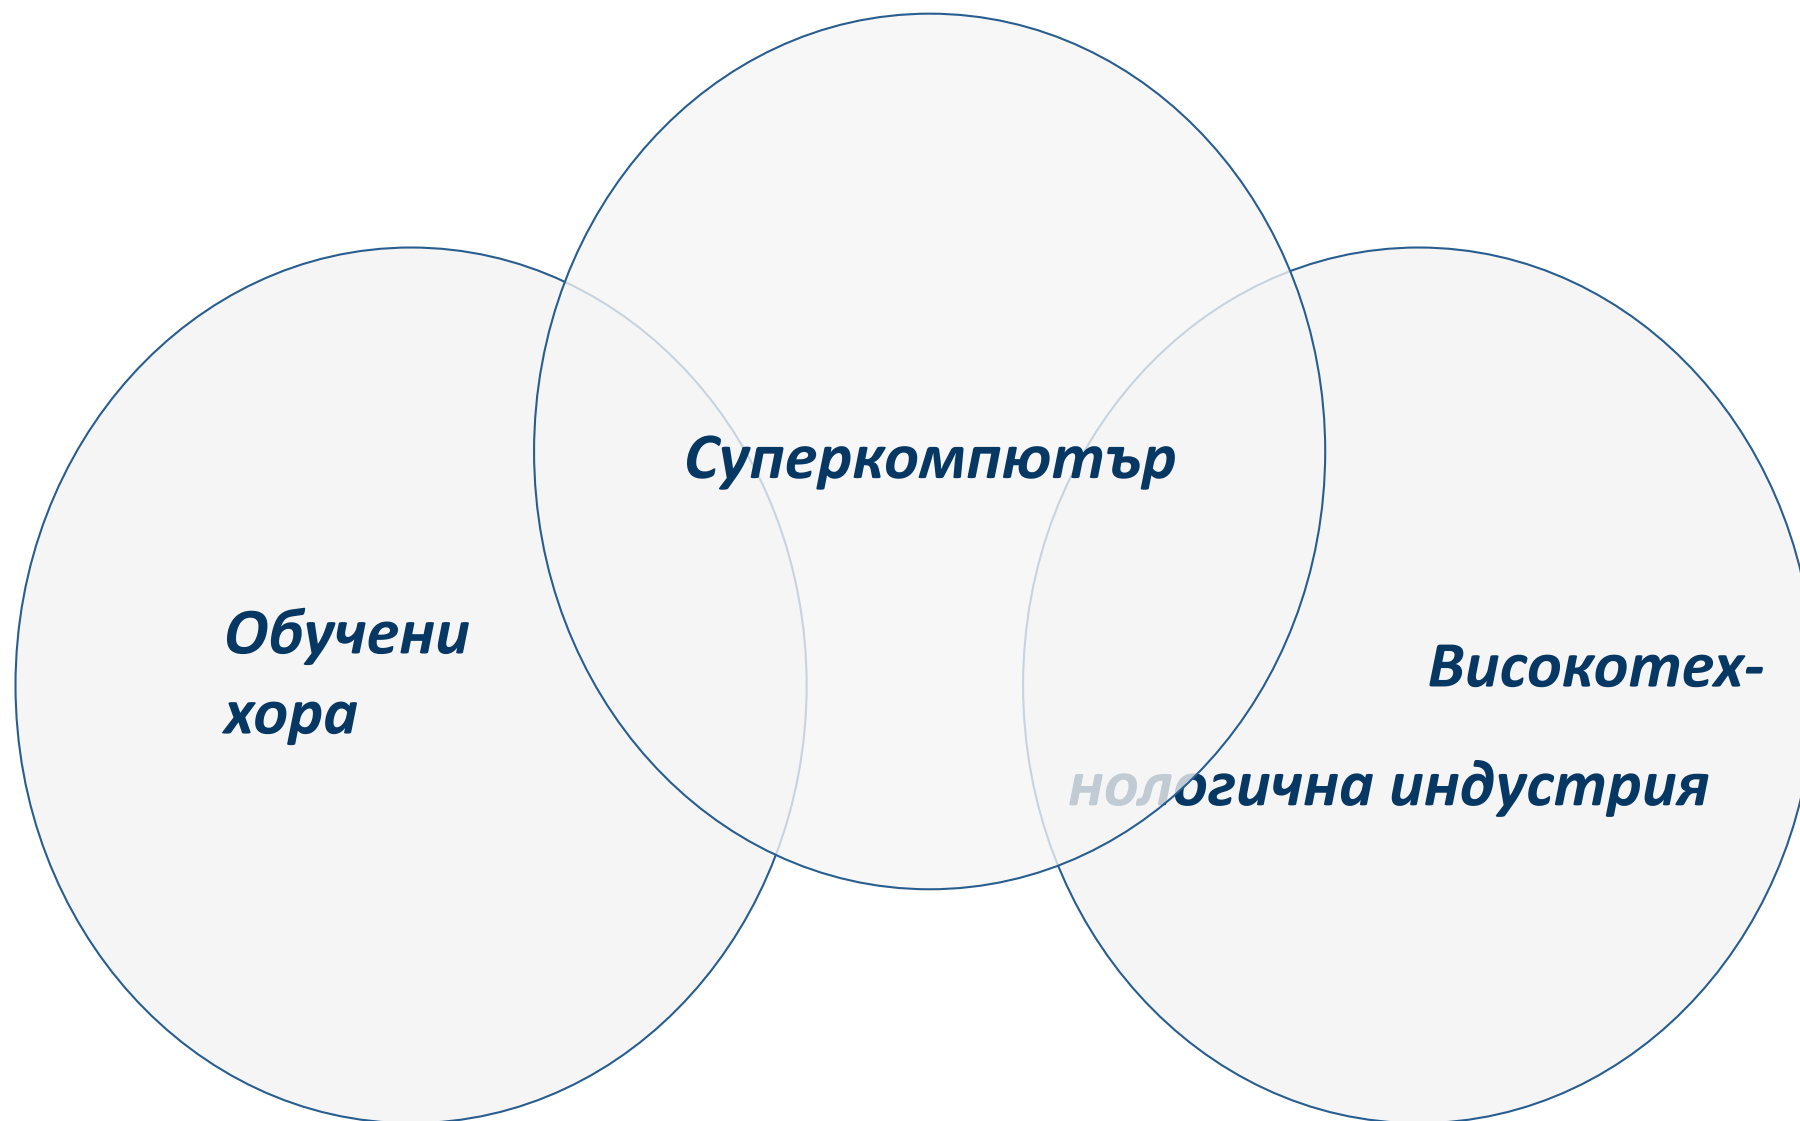 Суперкомпютър
Обучени
хора
Високотех-
нологична индустрия